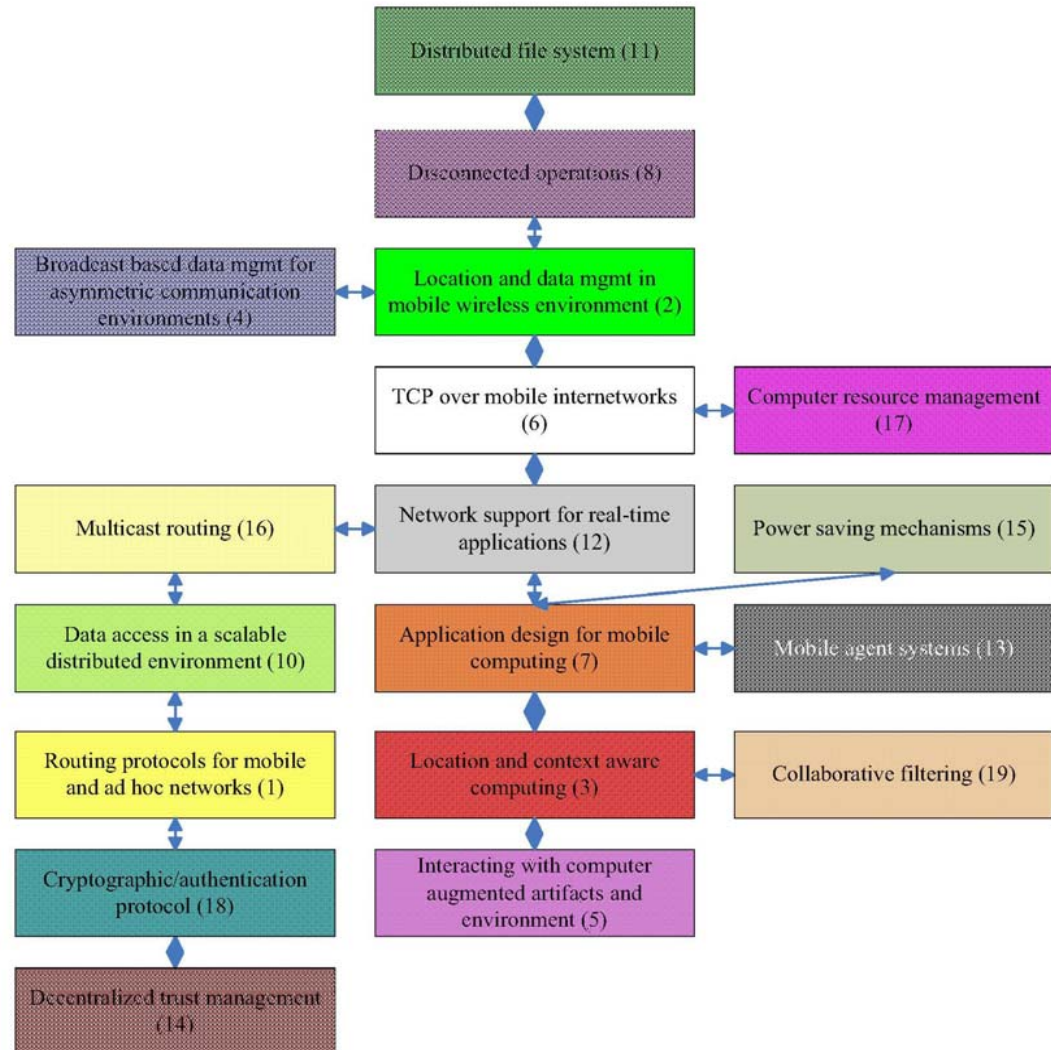 Distributed file system (11)
Disconnected operations (8)
Broadcast based data mgmt for
asymmetric communication
environments (4)
Location and data mgmt in
mobile wireless environment (2)
TCP over mobile internetworks
(6)
Computer resource management
(17)
Multicast routing (16)
Network support for real-time
applications (12)
Power saving mechanisms (15)
Data access in a scalable
distributed environment (10)
Application design for mobile
computing (7)
Mobile agent systems (13)
Routing protocols for mobile
and ad hoc networks (1)
Location and context aware
computing (3)
Collaborative filtering (19)
Cryptographic/authentication
protocol (18)
Interacting with computer
augmented artifacts and
environment (5)
Decentralized trust management
(14)